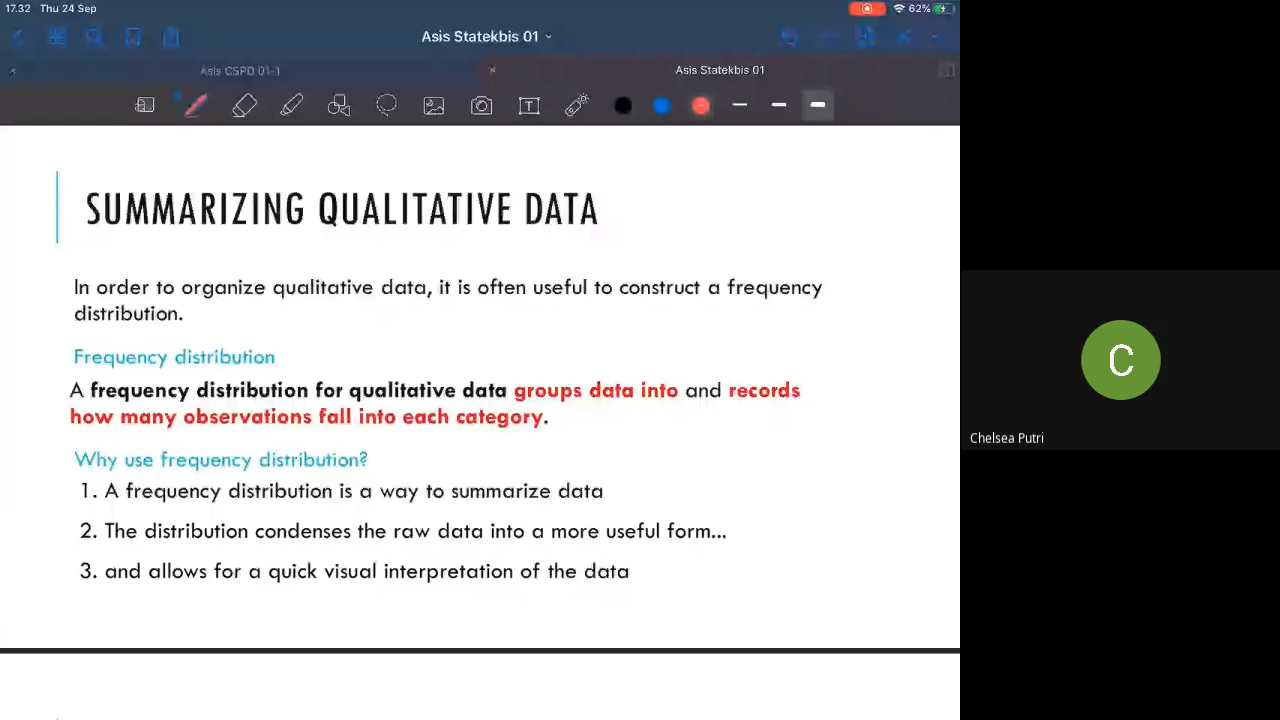 17.32 Thu 24 Sep
62%
Asis Statekbis 01
Asis CSPD 01-1
Asis Statekbis 01
T
SUMMARIZING QUALITATIVE DATA
In order to organize qualitative data, it is often useful to construct a frequency
distribution.
Frequency distribution
A frequency distribution for qualitative data groups data into and records
how many observations fall into each category.
Why use frequency distribution?
1. A frequency distribution is a way to summarize data
2. The distribution condenses the raw data into a more useful form...
3. and allows for a quick visual interpretation of the data
C
Chelsea Putri